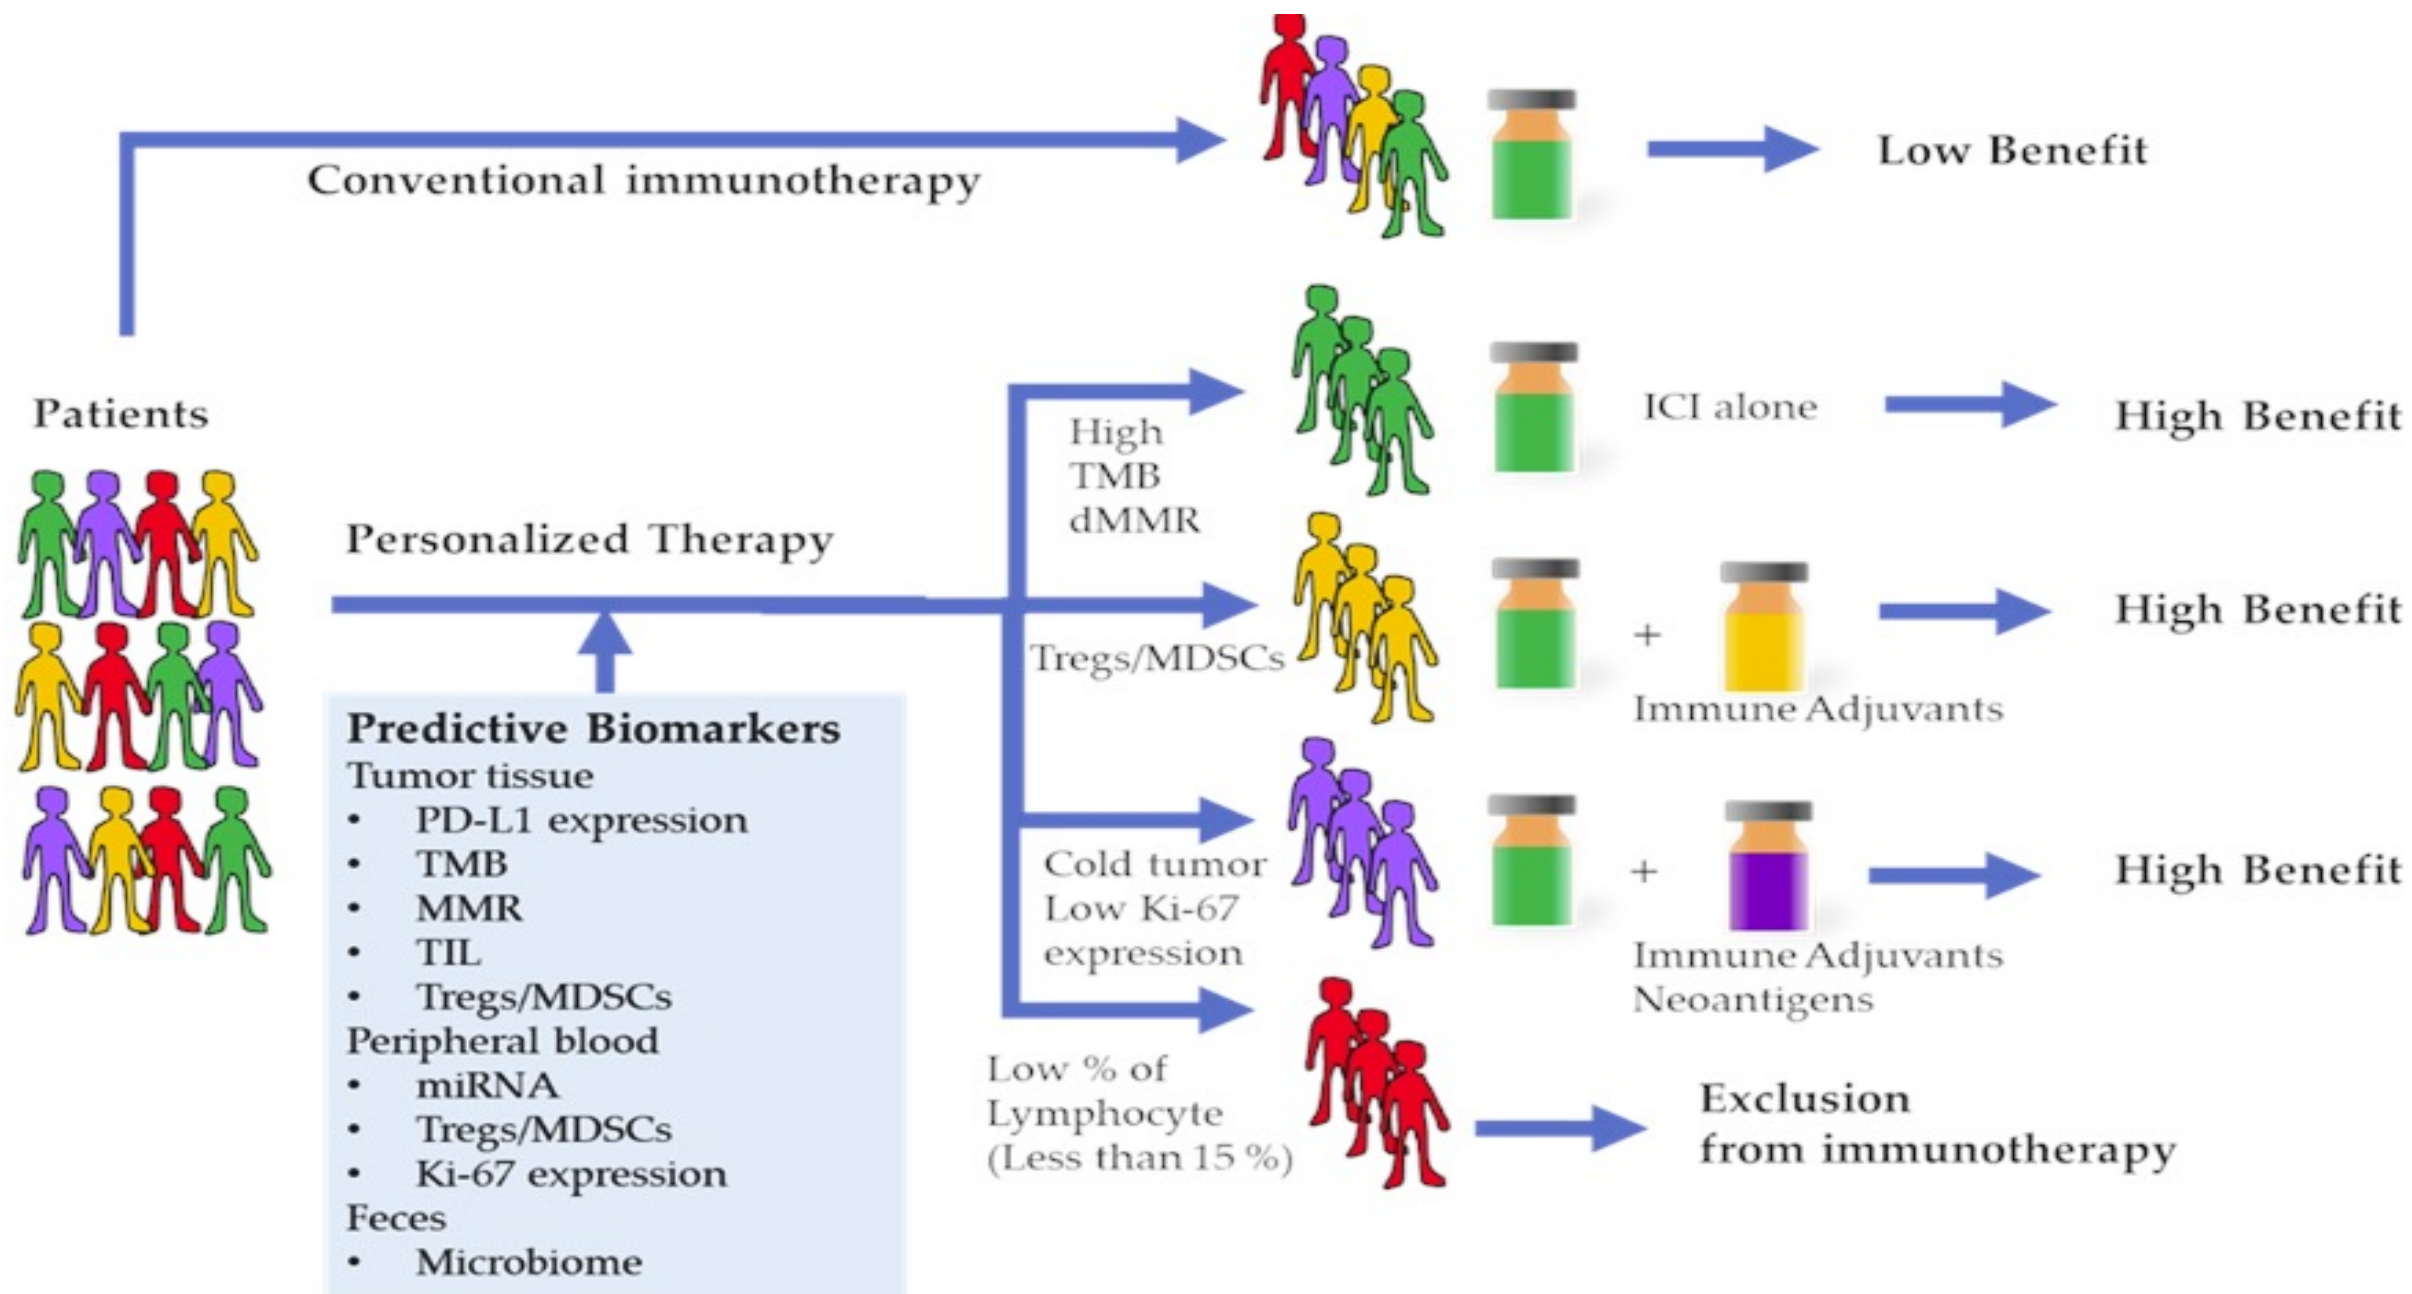 Conventional immunotherapy
Low Benefit
Patients
Personalized Therapy
Predictive Biomarkers
Tumor tissue
• PD-L1 expression
• TMB
• MMR
• TIL
• Tregs/MDSCs
Peripheral blood
• miRNA
• Tregs/MDSCs
• Ki-67 expression
Feces
• Microbiome
High
TMB
dMMR
ICI alone
High Benefit
Tregs/MDSCs
+
Immune Adjuvants
High Benefit
Cold tumor
Low Ki-67
expression
+
Immune Adjuvants
Neoantigens
High Benefit
Low % of
Lymphocyte
(Less than 15 %)
Exclusion
from immunotherapy